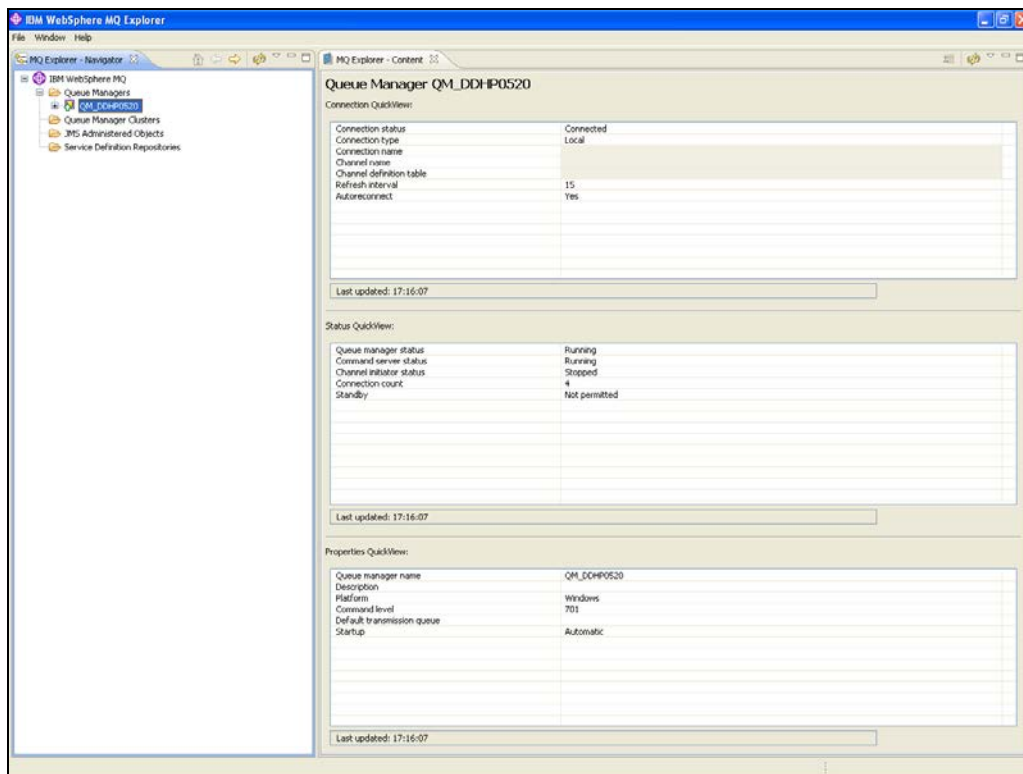 IBM WebSphere MQ Explorer
File Window Help
MQ Explorer - Navigator
IBM WebSphere MQ
Queue Managers
QM_DDHP0520
Queue Manager Clusters
JMS Administered Objects
Service Definition Repositories
MQ Explorer - Content
Queue Manager QM_DDHP0520
Connection QuickView:
Connection status Connected
Connection type Local
Connection name
Channel name
Channel definition table
Refresh interval 15
Autoreconnect Yes
Last updated: 17:16:07
Status QuickView:
Queue manager status Running
Command server status Running
Channel initiator status Stopped
Connection count 4
Standby Not permitted
Last updated: 17:16:07
Properties QuickView:
Queue manager name QM_DDHP0520
Description
Platform Windows
Command level 701
Default transmission queue
Startup Automatic
Last updated: 17:16:07